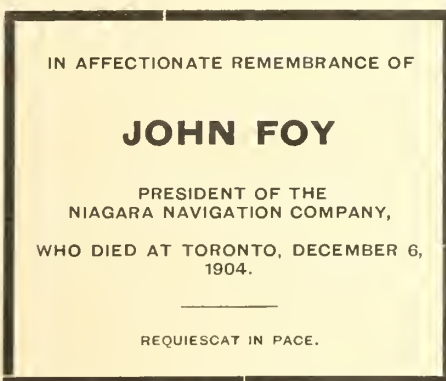 IN AFFECTIONATE REMEMBRANCE OF
JOHN FOY
PRESIDENT OF THE
NIAGARA NAVIGATION COMPANY,
WHO DIED AT TORONTO, DECEMBER 6,
1904.
REQUIESCAT IN PACE.